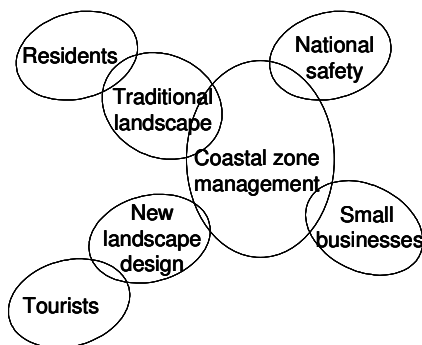 Residents
National
safety
Traditional
landscape
Coastal zone
management
New
landscape
design
Small
businesses
Tourists